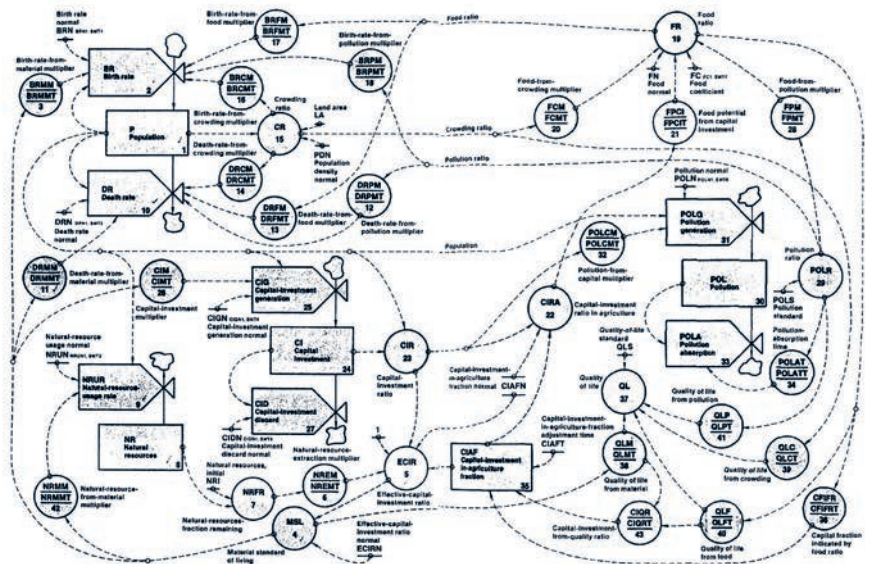 Birth rate
normal
BRN BRN1, SWT1
Birth-rate-from-
material multiplier
BRMM
BRMMT
3
BR
Birth rate
2
Birth-rate-from-
food multiplier
BRFM
BRFMT
17
Birth-rate-from-
pollution multiplier
BRPM
BRPMT
18
Food ratio
FR
19
Food
ratio
FN
Food
normal
FC FC1, SWT7
Food
coefficient
Food-
from-crowding
multiplier
FCM
FCMT
20
Food potential
from capital
investment
FPCI
FPCIT
21
Food-from-
pollution multiplier
FPM
FPMT
28
BRCM
BRCMT
16
Birth-rate-from-
crowding multiplier
Crowding
ratio
CR
15
Land area
LA
PDN
Population
density
normal
Crowding ratio
P
Population
1
Death-rate-from-
crowding multiplier
DRCM
DRCMT
14
DR
Death rate
10
DRN
Death rate
normal
DRFM
DRFMT
13
Death-rate-from-
food multiplier
DRPM
DRPMT
12
Death-rate-from-
pollution multiplier
Pollution ratio
Population
Pollution normal
POLN
POLG
Pollution
generation
31
POL
Pollution
30
POLA
Pollution
absorption
33
POLCM
POLCMT
32
Pollution-from-
capital multiplier
Pollution
ratio
POLR
29
POLS
Pollution
standard
Pollution-
absorption
time
POLAT
POLATT
34
DRMM
DRMMT
11
Death-rate-from-
material multiplier
CIM
CIMT
26
Capital-investment
multiplier
CIG
Capital-investment
generation
25
CIGN
Capital-investment
generation normal
CI
Capital
investment
24
CID
Capital-investment
discard
27
CIDN
Capital-investment
discard normal
CIR
23
Capital-
investment
ratio
CIRA
22
Capital-investment
ratio in agriculture
Capital-investment-
in-agriculture
fraction normal
CIAFN
Capital-investment-
in-agriculture-fraction
adjustment time
CIAFT
CIAF
Capital-investment-
in-agriculture
fraction
35
Natural-resource
usage normal
NRUN
NRUR
Natural-resource-
usage rate
9
NR
Natural
resources
8
Natural resources,
initial
NRI
NRFR
7
Natural-resources-
fraction remaining
Natural-resource-
extraction multiplier
NREM
NREMT
6
1
ECIR
5
Effective-capital-
investment ratio
NRMM
NRMMT
42
Natural-resource-
from-material
multiplier
MSL
4
Material standard
of living
Effective-capital-
investment ratio
normal
ECIRN
Quality-of-life
standard
QLS
Quality
of life
QL
37
QLM
QLMT
38
Quality of life
from material
Quality of life
from pollution
QLP
QLPT
41
QLC
QLCT
39
Quality of life
from crowding
QLF
QLFT
40
Quality of life
from food
CIQR
CIQRT
43
Capital-investment-
from-quality ratio
CFIFR
CFIFRT
36
Capital fraction
indicated by
food ratio